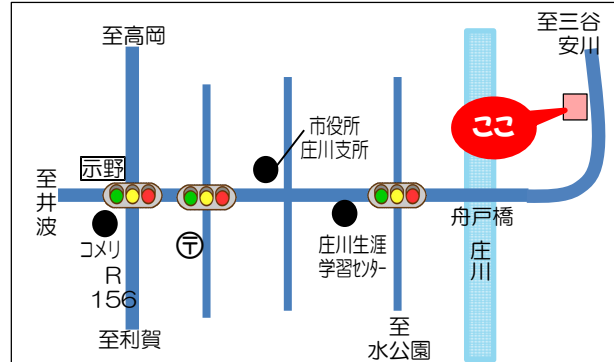 至高岡
至三谷
安川
市役所
庄川支所
ここ
示野
至
井
波
コメリ
R
156
〒
庄川生涯
学習センター
舟戸橋
庄
川
至利賀
至
水公園